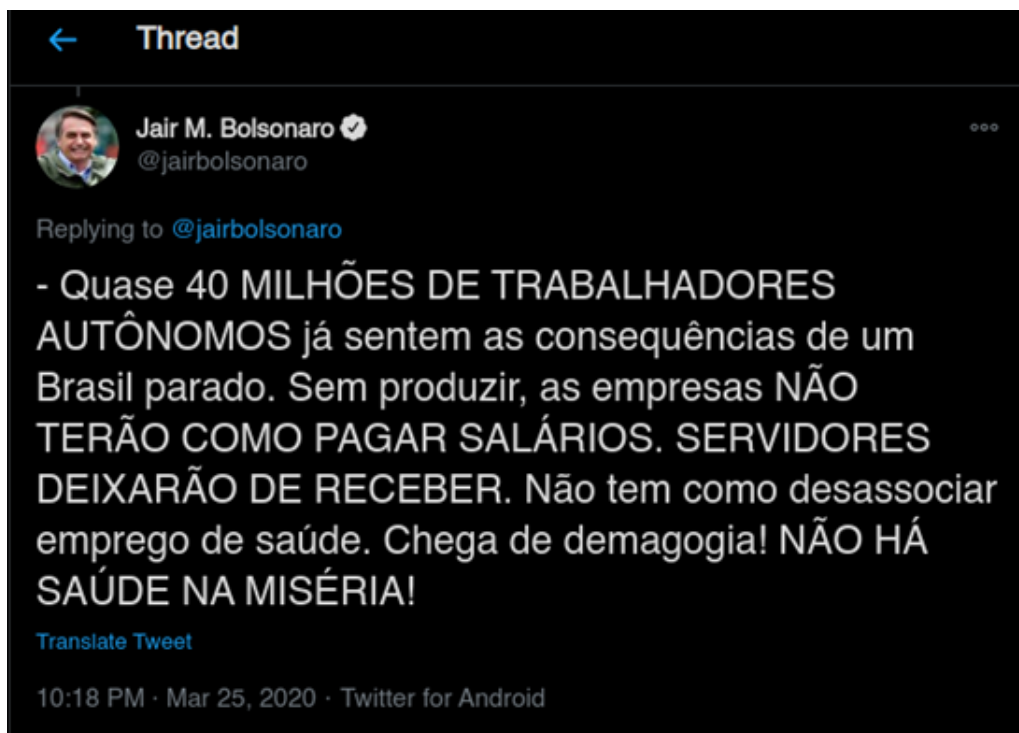 Thread
Jair M. Bolsonaro
@jairbolsonaro
Replying to @jairbolsonaro
- Quase 40 MILHÕES DE TRABALHADORES
AUTÔNOMOS já sentem as consequências de um
Brasil parado. Sem produzir, as empresas NÃO
TERÃO COMO PAGAR SALÁRIOS. SERVIDORES
DEIXARÃO DE RECEBER. Não tem como desassociar
emprego de saúde. Chega de demagogia! NÃO HÁ
SAÚDE NA MISÉRIA!
Translate Tweet
10:18 PM · Mar 25, 2020 · Twitter for Android